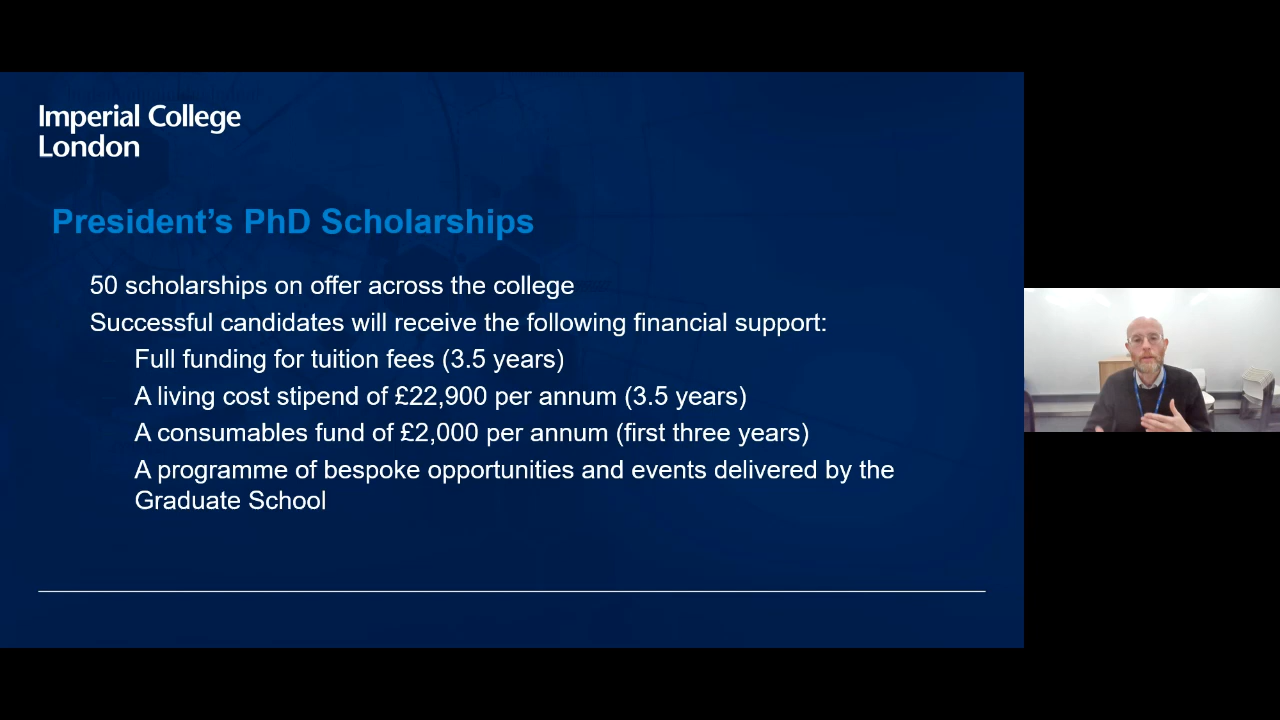 Imperial College
London
President’s PhD Scholarships
50 scholarships on offer across the college
Successful candidates will receive the following financial support:
Full funding for tuition fees (3.5 years)
A living cost stipend of £22,900 per annum (3.5 years)
A consumables fund of £2,000 per annum (first three years)
A programme of bespoke opportunities and events delivered by the
Graduate School